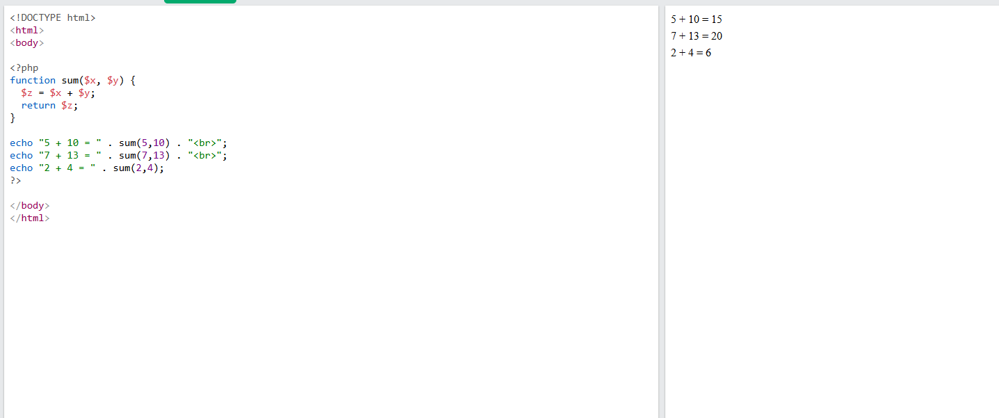 <!DOCTYPE html>
<html>
<body>

<?php
function sum($x, $y) {
  $z = $x + $y;
  return $z;
}

echo "5 + 10 = " . sum(5,10) . "<br>";
echo "7 + 13 = " . sum(7,13) . "<br>";
echo "2 + 4 = " . sum(2,4);
?>

</body>
</html>
5 + 10 = 15
7 + 13 = 20
2 + 4 = 6